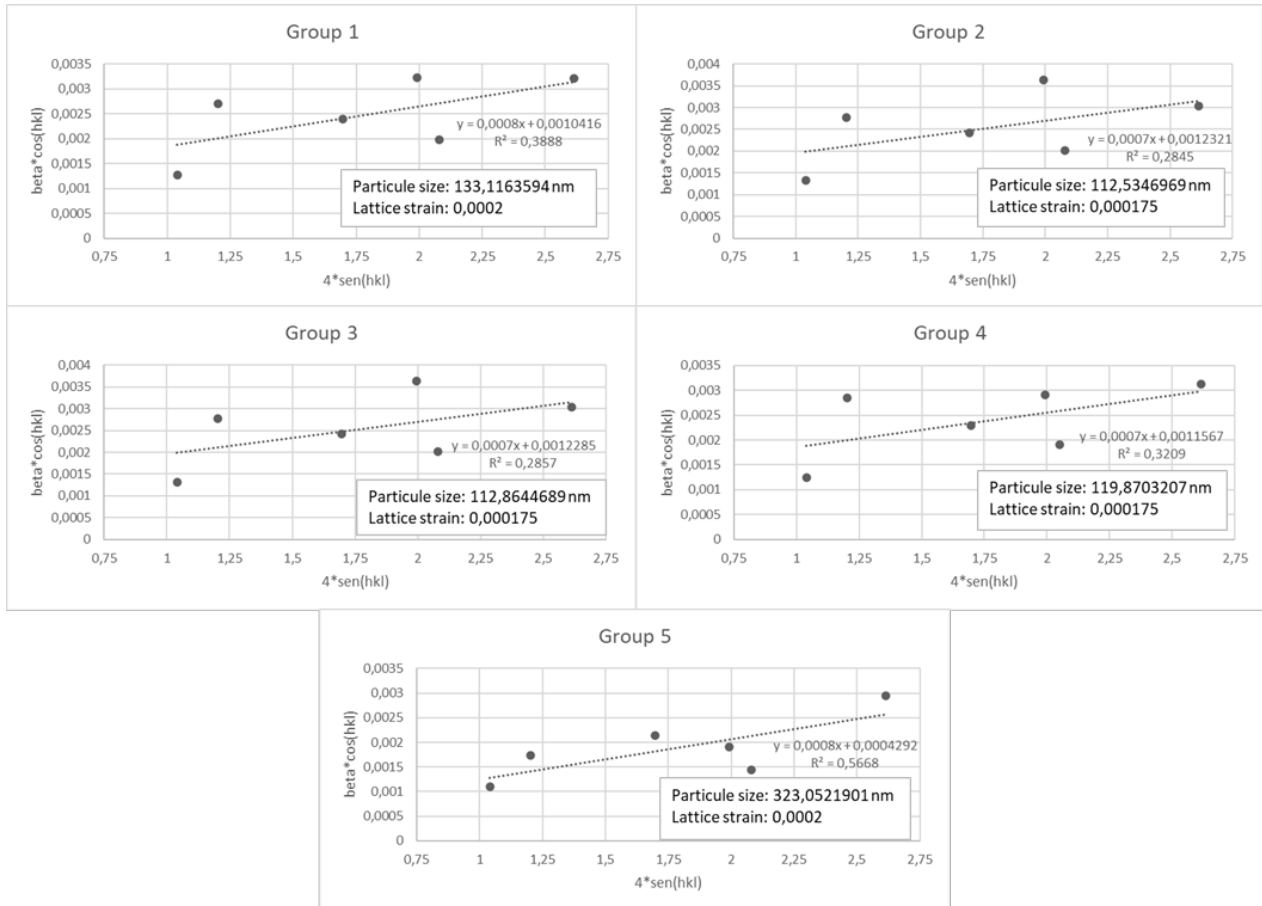 Group 1
0,0035
0,003
0,0025
0,002
0,0015
0,001
0,0005
0
beta*cos(hkl)
y = 0,0008x + 0,0010416
R² = 0,3888
Particule size: 133,1163594 nm
Lattice strain: 0,0002
0,75 1 1,25 1,5 1,75 2 2,25 2,5 2,75
4*sen(hkl)
Group 2
0,004
0,0035
0,003
0,0025
0,002
0,0015
0,001
0,0005
0
beta*cos(hkl)
y = 0,0007x + 0,0012321
R² = 0,2845
Particule size: 112,5346969 nm
Lattice strain: 0,000175
0,75 1 1,25 1,5 1,75 2 2,25 2,5 2,75
4*sen(hkl)
Group 3
0,004
0,0035
0,003
0,0025
0,002
0,0015
0,001
0,0005
0
beta*cos(hkl)
y = 0,0007x + 0,0012285
R² = 0,2857
Particule size: 112,8644689 nm
Lattice strain: 0,000175
0,75 1 1,25 1,5 1,75 2 2,25 2,5 2,75
4*sen(hkl)
Group 4
0,0035
0,003
0,0025
0,002
0,0015
0,001
0,0005
0
beta*cos(hkl)
y = 0,0007x + 0,0011567
R² = 0,3209
Particule size: 119,8703207 nm
Lattice strain: 0,000175
0,75 1 1,25 1,5 1,75 2 2,25 2,5 2,75
4*sen(hkl)
Group 5
0,0035
0,003
0,0025
0,002
0,0015
0,001
0,0005
0
beta*cos(hkl)
y = 0,0008x + 0,0004292
R² = 0,5668
Particule size: 323,0521901 nm
Lattice strain: 0,0002
0,75 1 1,25 1,5 1,75 2 2,25 2,5 2,75
4*sen(hkl)